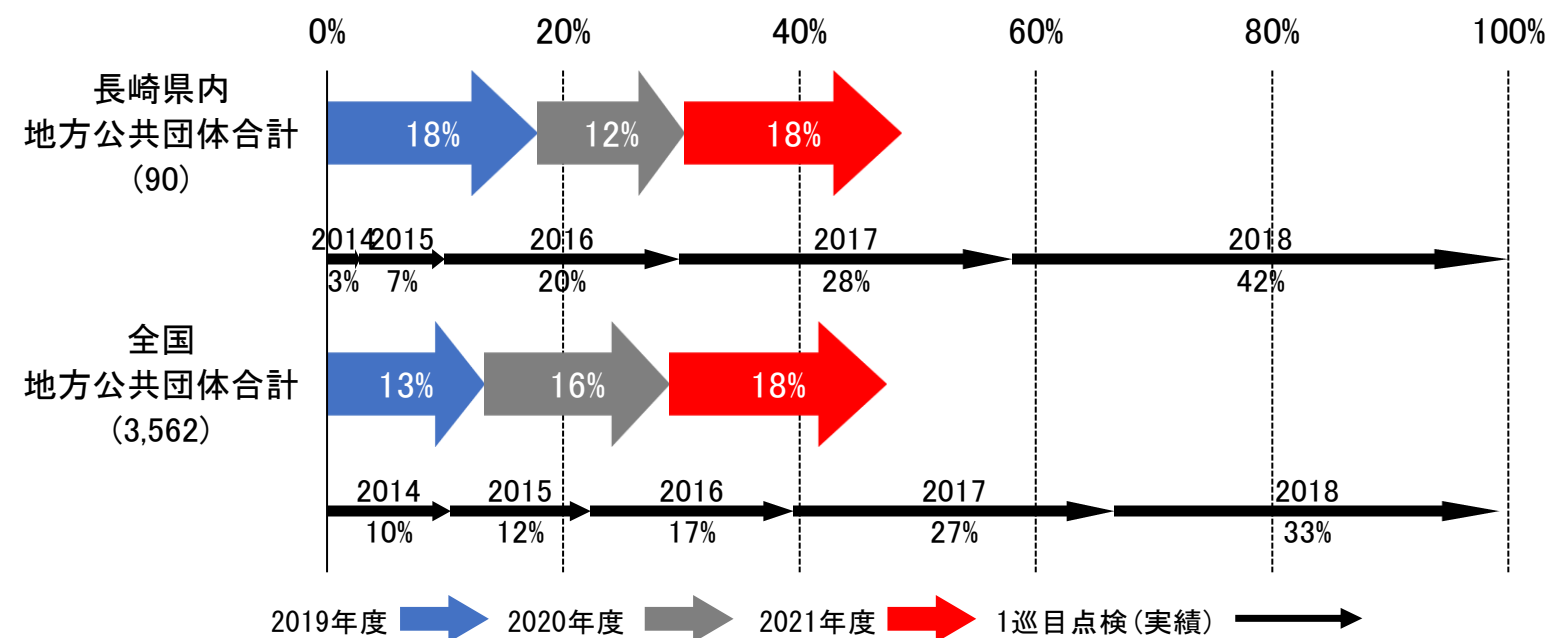 0% 20% 40% 60% 80% 100%
長崎県内
地方公共団体合計
(90)
18% 12% 18%
2014 2015 2016 2017 2018
3% 7% 20% 28% 42%
全国
地方公共団体合計
(3,562)
13% 16% 18%
2014 2015 2016 2017 2018
10% 12% 17% 27% 33%
2019年度 2020年度 2021年度 1巡目点検(実績)